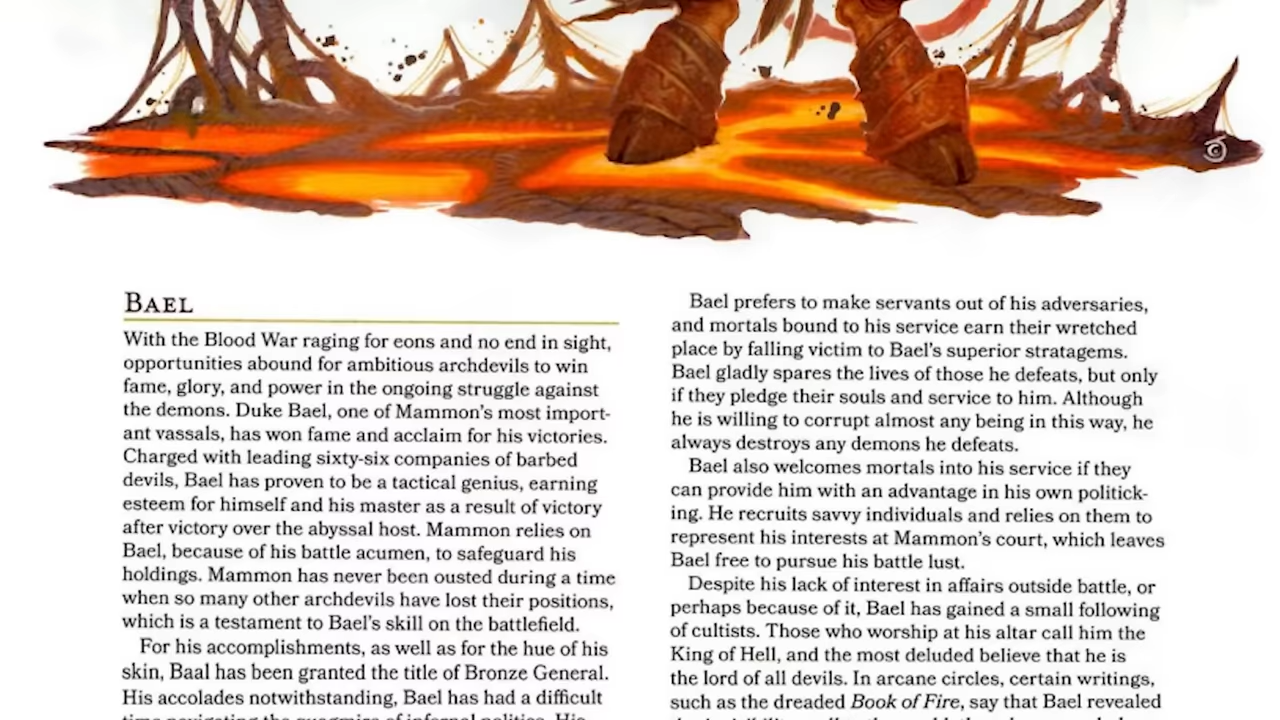 BAEL
With the Blood War raging for eons and no end in sight,
opportunities abound for ambitious archdevils to win
fame, glory, and power in the ongoing struggle against
the demons. Duke Bael, one of Mammon's most import-
ant vassals, has won fame and acclaim for his victories.
Charged with leading sixty-six companies of barbed
devils, Bael has proven to be a tactical genius, earning
esteem for himself and his master as a result of victory
after victory over the abyssal host. Mammon relies on
Bael, because of his battle acumen, to safeguard his
holdings. Mammon has never been ousted during a time
when so many other archdevils have lost their positions,
which is a testament to Bael's skill on the battlefield.
For his accomplishments, as well as for the hue of his
skin, Baal has been granted the title of Bronze General.
His accolades notwithstanding, Bael has had a difficult
time navigating the quagmire of infernal politics. His
Bael prefers to make servants out of his adversaries,
and mortals bound to his service earn their wretched
place by falling victim to Bael's superior stratagems.
Bael gladly spares the lives of those he defeats, but only
if they pledge their souls and service to him. Although
he is willing to corrupt almost any being in this way, he
always destroys any demons he defeats.
Bael also welcomes mortals into his service if they
can provide him with an advantage in his own politick-
ing. He recruits savvy individuals and relies on them to
represent his interests at Mammon's court, which leaves
Bael free to pursue his battle lust.
Despite his lack of interest in affairs outside battle, or
perhaps because of it, Bael has gained a small following
of cultists. Those who worship at his altar call him the
King of Hell, and the most deluded believe that he is
the lord of all devils. In arcane circles, certain writings,
such as the dreaded Book of Fire, say that Bael revealed